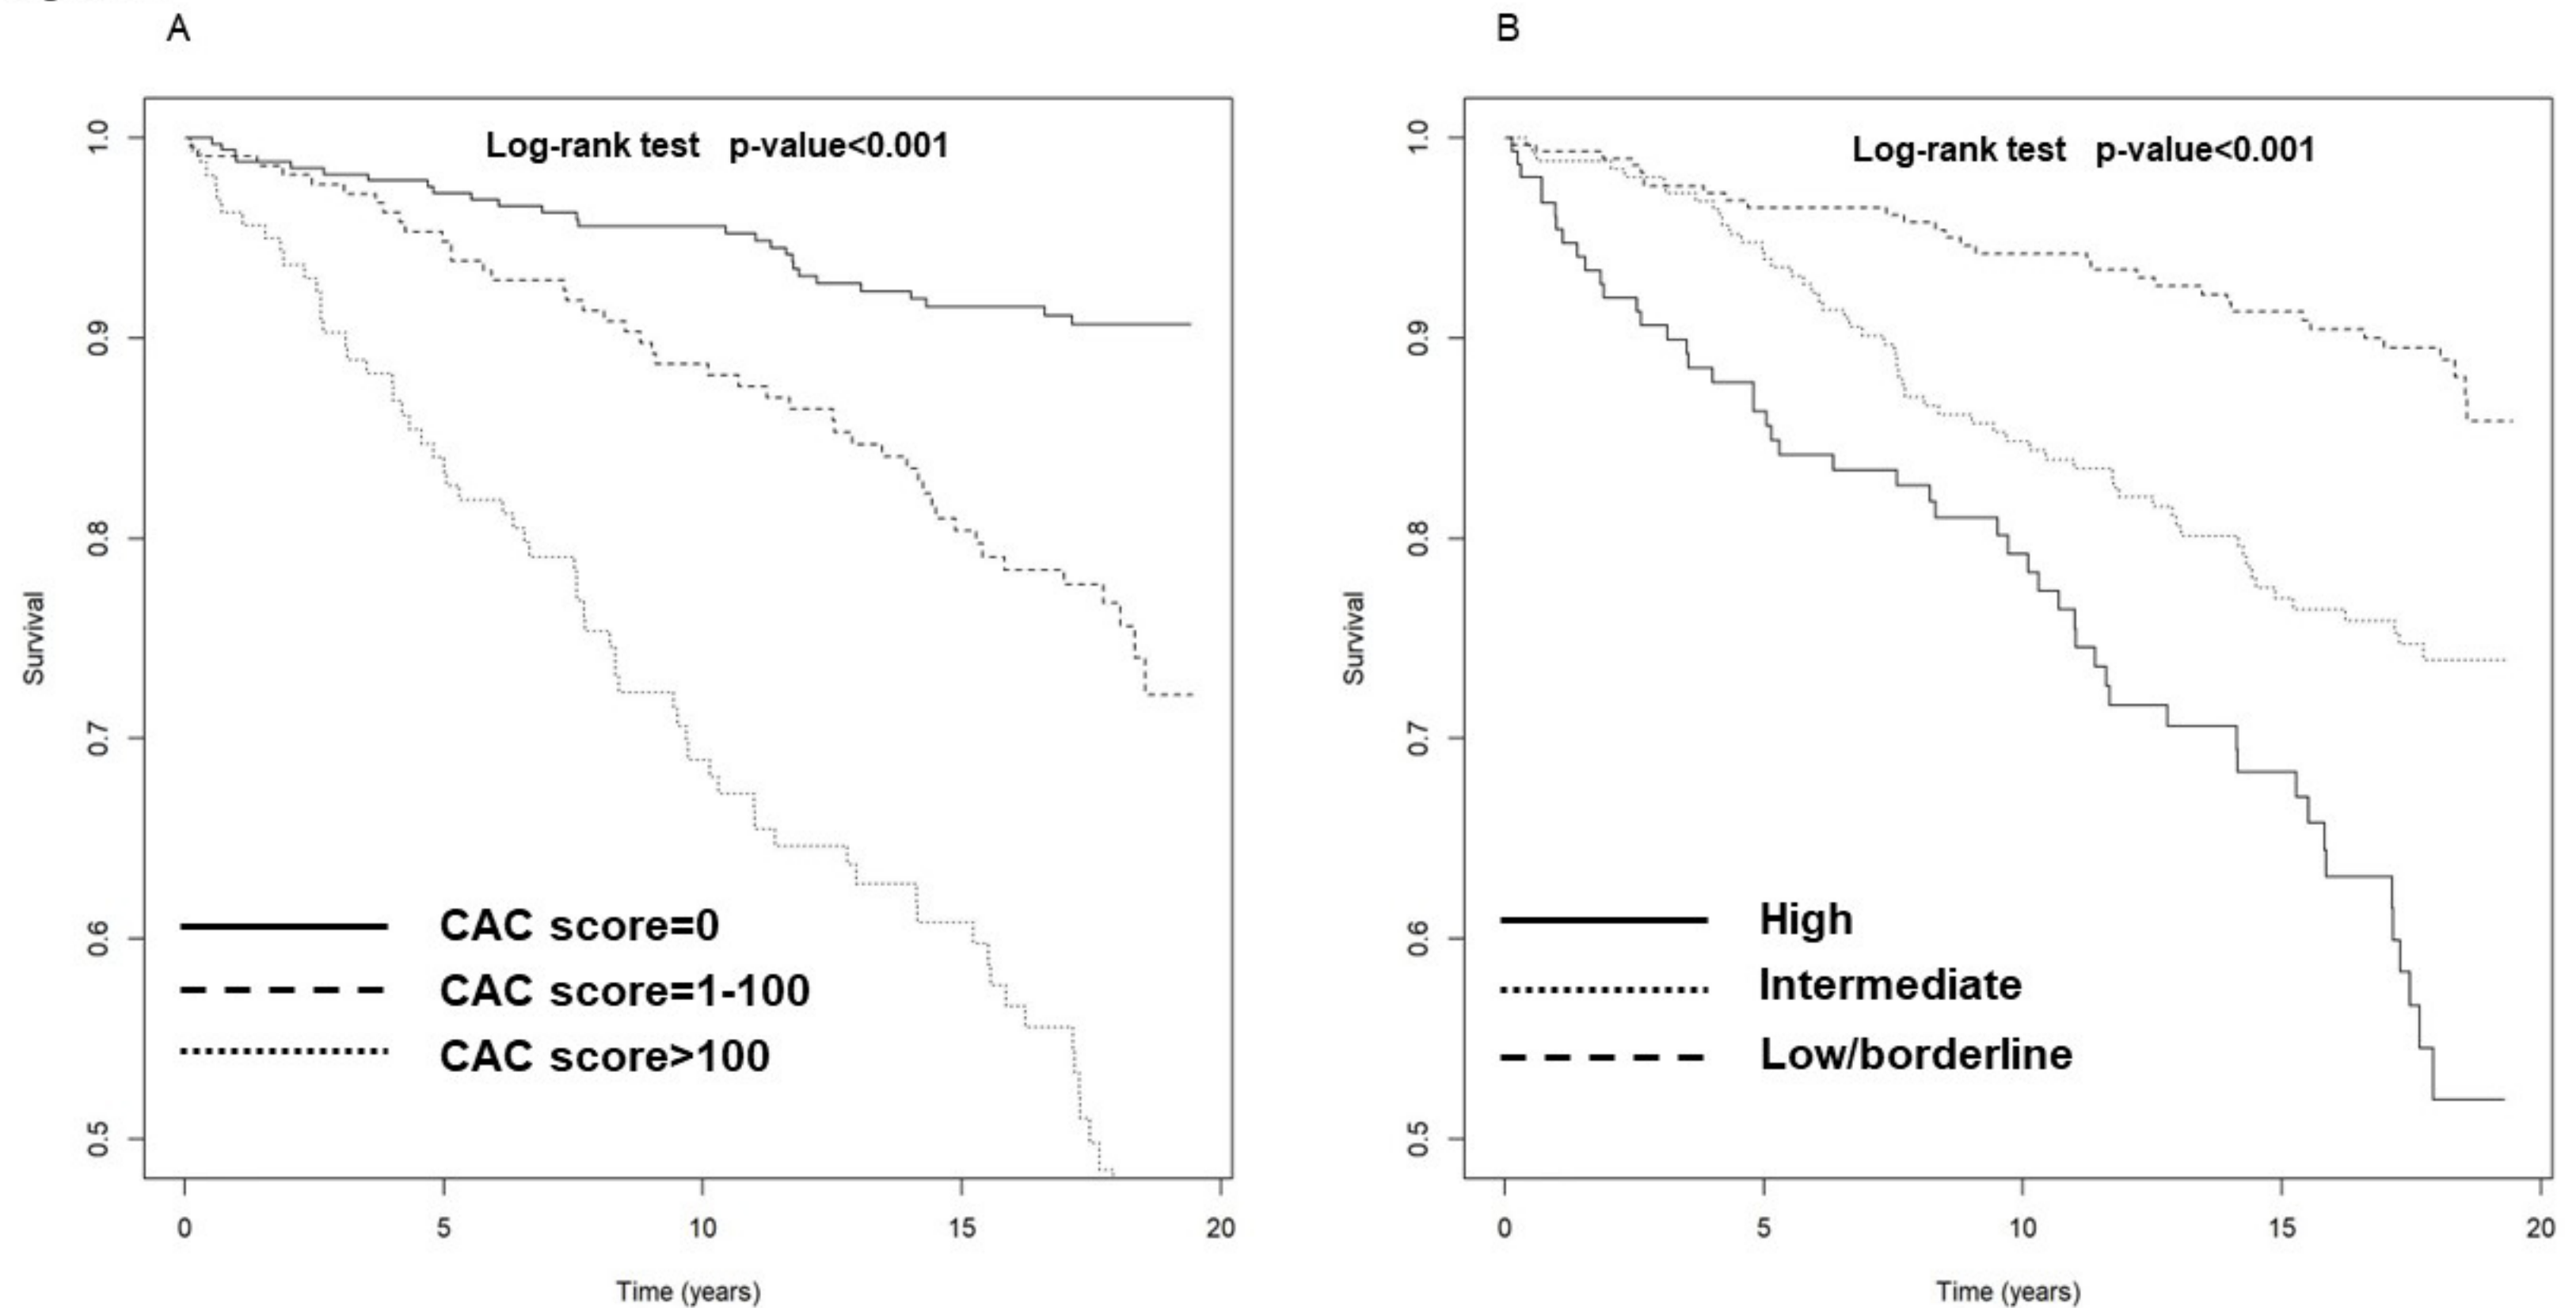 A
Log-rank test p-value<0.001
1.0
0.9
0.8
0.7
0.6
0.5
Survival
CAC score=0
CAC score=1-100
CAC score>100
0 5 10 15 20
Time (years)
B
Log-rank test p-value<0.001
1.0
0.9
0.8
0.7
0.6
0.5
Survival
High
Intermediate
Low/borderline
0 5 10 15 20
Time (years)